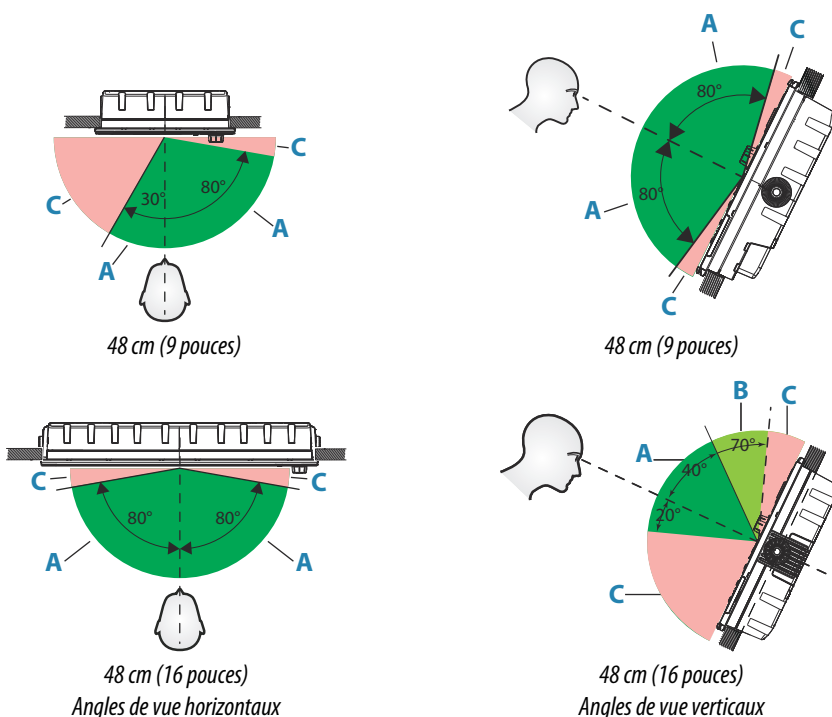 A
C
80°
80°
A
C
30°
80°
C
C
A
A
48 cm (9 pouces)
48 cm (9 pouces)
B
C
A
70°
40°
20°
C
C
C
80°
80°
A
A
48 cm (16 pouces)
Angles de vue horizontaux
48 cm (16 pouces)
Angles de vue verticaux